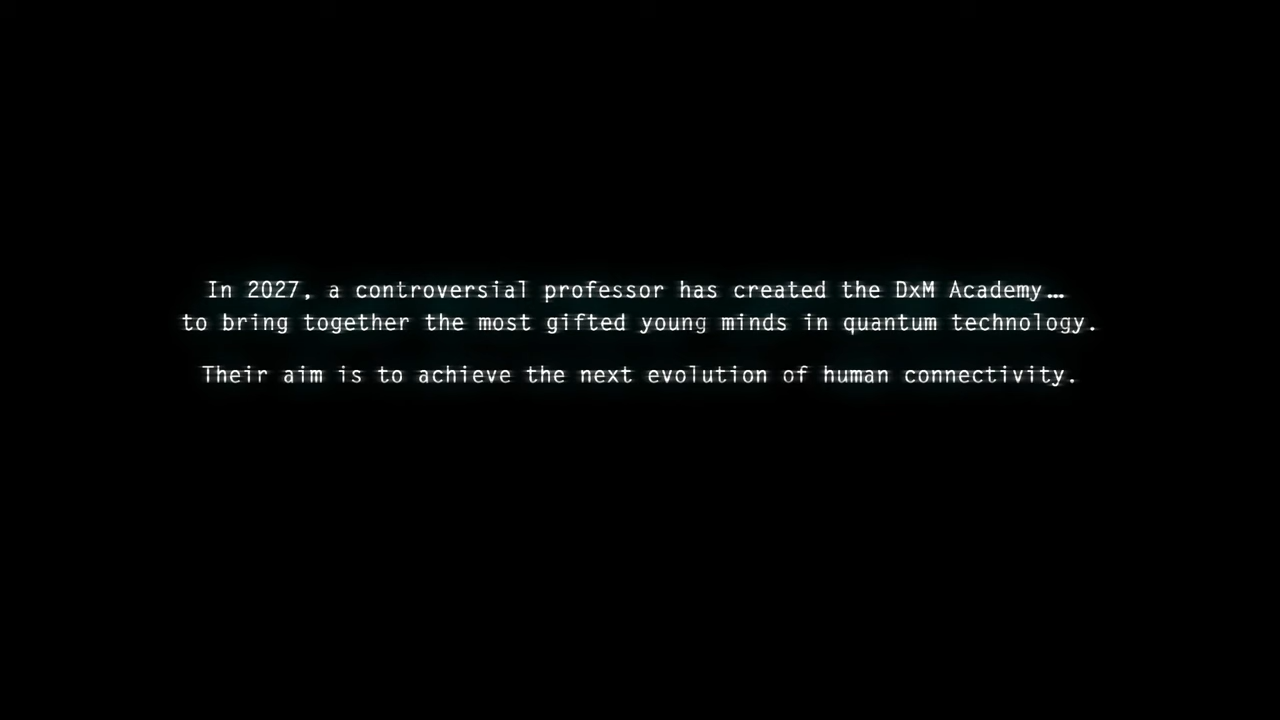 In 2027, a controversial professor has created the DxM Academy…
to bring together the most gifted young minds in quantum technology.
Their aim is to achieve the next evolution of human connectivity.